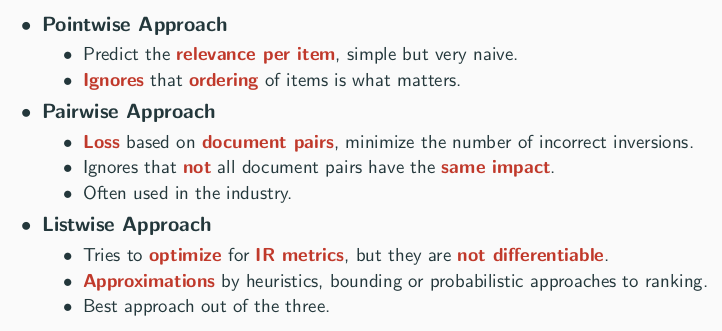 • Pointwise Approach
• Predict the relevance per item, simple but very naive.
• Ignores that ordering of items is what matters.
• Pairwise Approach
• Loss based on document pairs, minimize the number of incorrect inversions.
• Ignores that not all document pairs have the same impact.
• Often used in the industry.
• Listwise Approach
• Tries to optimize for IR metrics, but they are not differentiable.
• Approximations by heuristics, bounding or probabilistic approaches to ranking.
• Best approach out of the three.